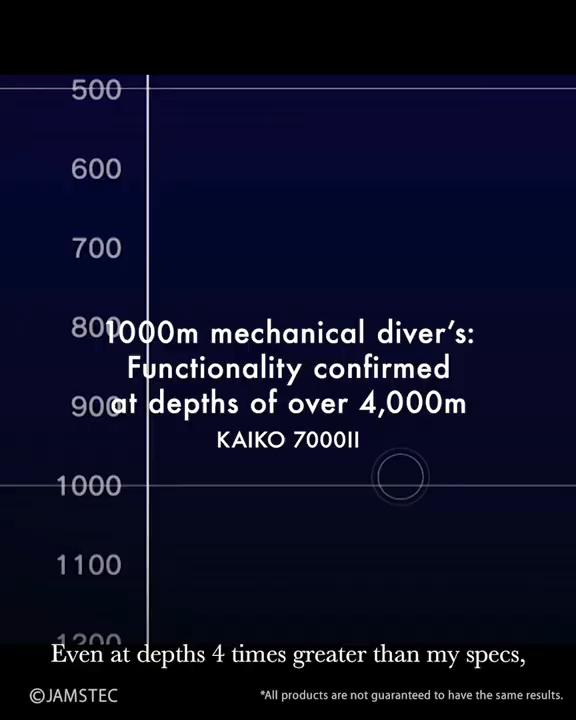 500
600
700
800
1000m mechanical diver's:
Functionality confirmed
900
at depths of over 4,000m
KAIKO 7000II
1000
1100
1200
Even at depths 4 times greater than my specs,
©JAMSTEC
*All products are not guaranteed to have the same results.